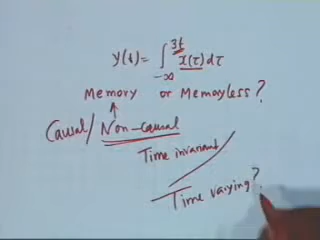 y(t) = ∫_{-∞}^{3t} x(τ) dτ
Memory or Memoryless?
Causal/ Non-causal
Time invariant/
Time varying?